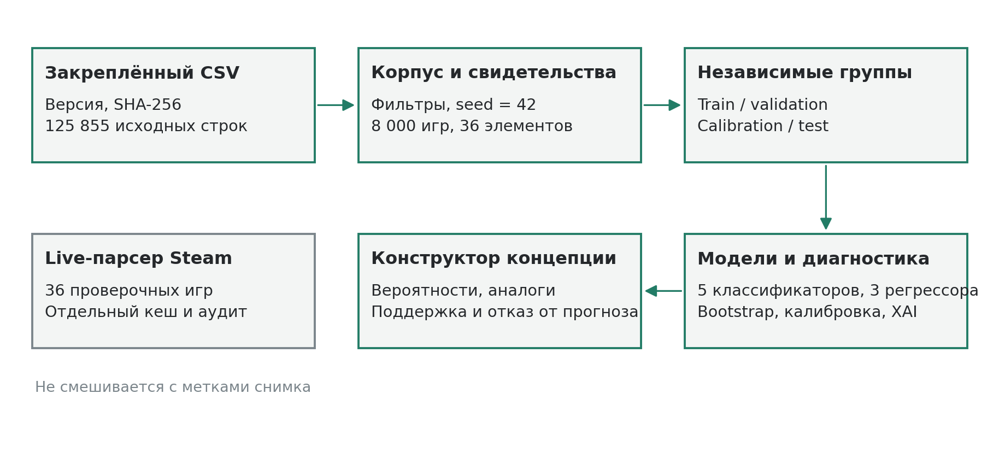 Закреплённый CSV
Версия, SHA-256
125 855 исходных строк
Корпус и свидетельства
Фильтры, seed = 42
8 000 игр, 36 элементов
Независимые группы
Train / validation
Calibration / test
Live-парсер Steam
36 проверочных игр
Отдельный кеш и аудит
Конструктор концепции
Вероятности, аналоги
Поддержка и отказ от прогноза
Модели и диагностика
5 классификаторов, 3 регрессора
Bootstrap, калибровка, XAI
Не смешивается с метками снимка